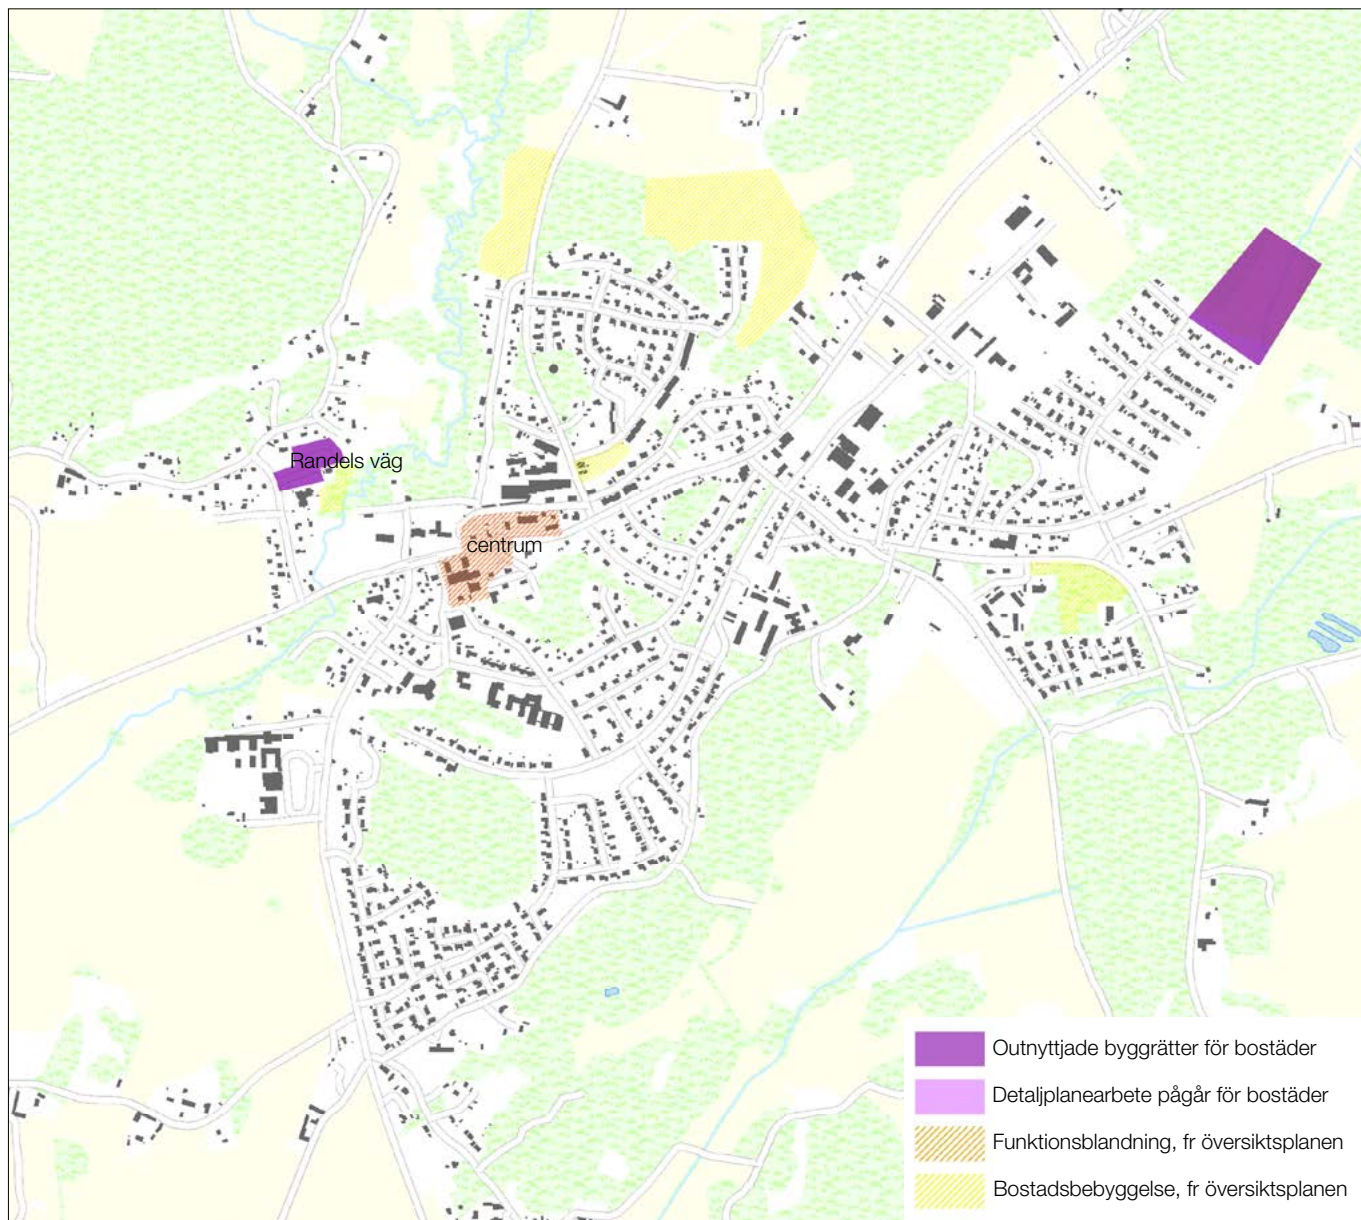 Randels väg
centrum
Outnyttjade byggrätter för bostäder
Detaljplanearbete pågår för bostäder
Funktionsblandning, fr översiktsplanen
Bostadsbebyggelse, fr översiktsplanen